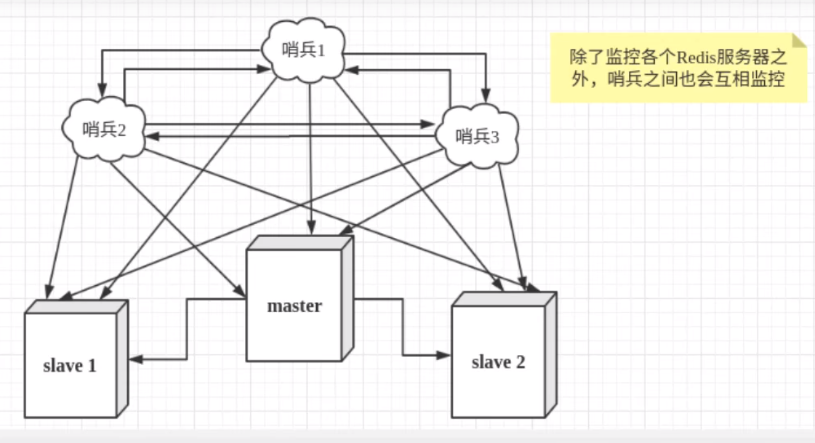 哨兵1
除了监控各个Redis服务器之
外，哨兵之间也会互相监控
哨兵2
哨兵3
master
slave 1
slave 2